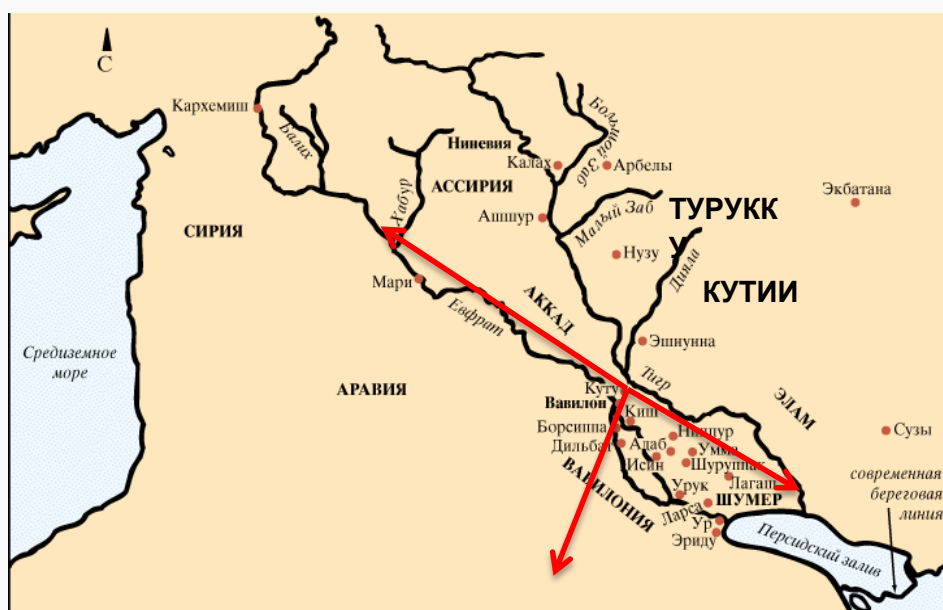 С
Кархемиш
Балих
Хабур
Ниневия
АССИРИЯ
Калах
Большой Заб
Арбелы
Ашшур
Малый Заб
ТУРУКК
У
Экбатана
СИРИЯ
Нузу
Дияла
КУТИИ
Мари
Евфрат
АККАД
Средиземное
море
АРАВИЯ
Эшнунна
Тигр
ЭЛАМ
Куту
Вавилон
Киш
Борсиппа
Дильбат
Адаб
Ниппур
Умма
Исин
Шуруппак
Сузы
ВАВИЛОНИЯ
Урук
Лагаш
ШУМЕР
Ларса
Ур
Эриду
современная
береговая
линия
Персидский залив